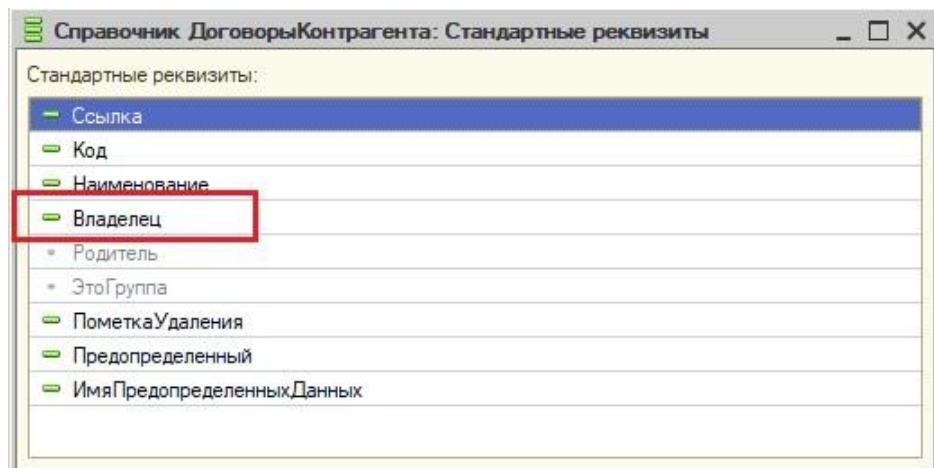 Справочник ДоговорыКонтрагента: Стандартные реквизиты
Стандартные реквизиты:
Ссылка
Код
Наименование
Владелец
Родитель
ЭтоГруппа
ПометкаУдаления
Предопределенный
ИмяПредопределенныхДанных